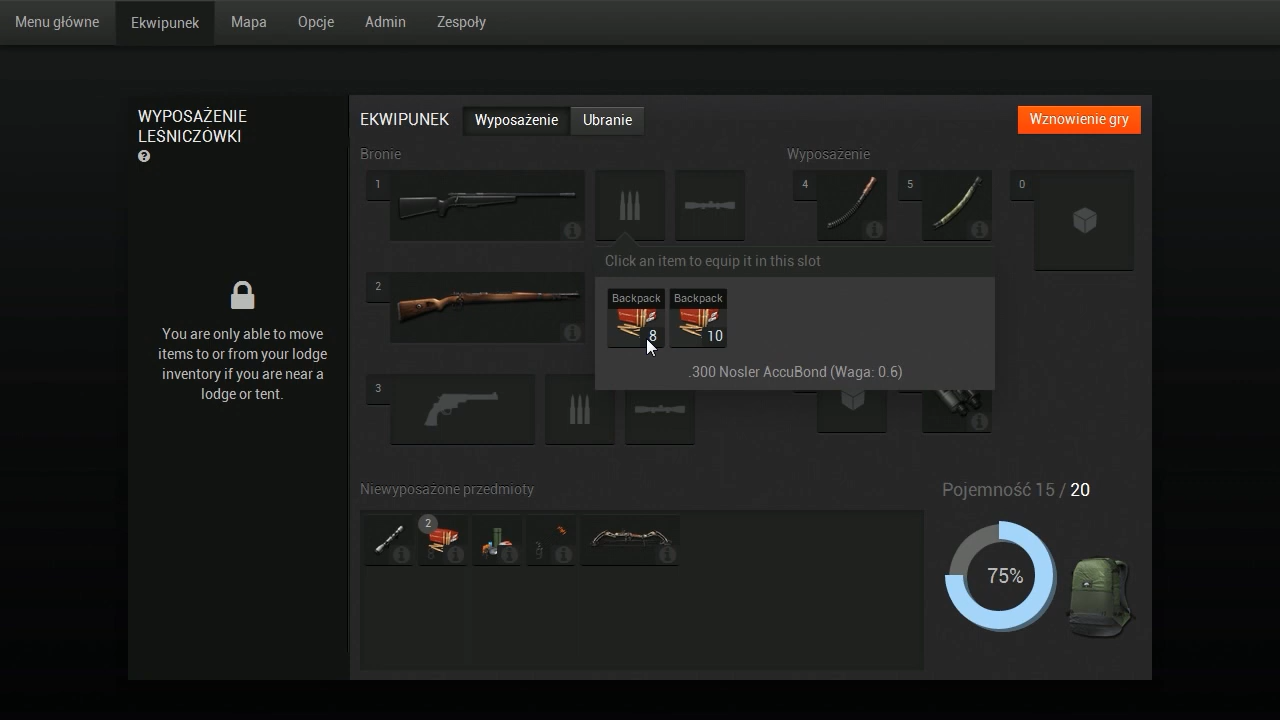 Menu główne Ekwipunek Mapa Opcje Admin Zespoły
WYPOSAŻENIE
LEŚNICZÓWKI
?
You are only able to move
items to or from your lodge
inventory if you are near a
lodge or tent.
EKWIPUNEK Wyposażenie Ubranie Wznowienie gry
Bronie Wyposażenie
1 4 5 0
Click an item to equip it in this slot
2
Backpack Backpack
8 10
.300 Nosler AccuBond (Waga: 0.6)
3
Niewyposażone przedmioty Pojemność 15 / 20
2
75%